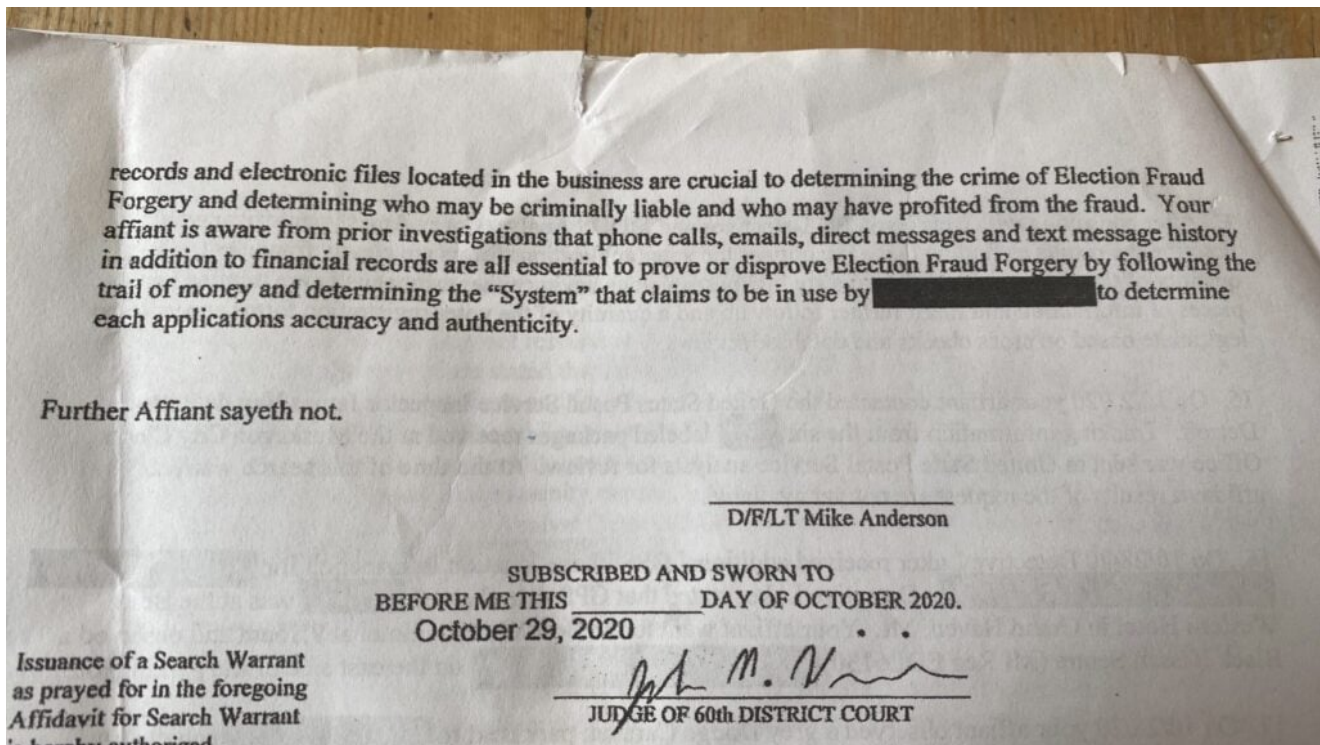 records and electronic files located in the business are crucial to determining the crime of Election Fraud
Forgery and determining who may be criminally liable and who may have profited from the fraud. Your
affiant is aware from prior investigations that phone calls, emails, direct messages and text message history
in addition to financial records are all essential to prove or disprove Election Fraud Forgery by following the
trail of money and determining the “System” that claims to be in use by to determine
each applications accuracy and authenticity.
Further Affiant sayeth not.
D/F/LT Mike Anderson
SUBSCRIBED AND SWORN TO
BEFORE ME THIS DAY OF OCTOBER 2020.
October 29, 2020
JUDGE OF 60th DISTRICT COURT
Issuance of a Search Warrant
as prayed for in the foregoing
Affidavit for Search Warrant
is hereby authorized